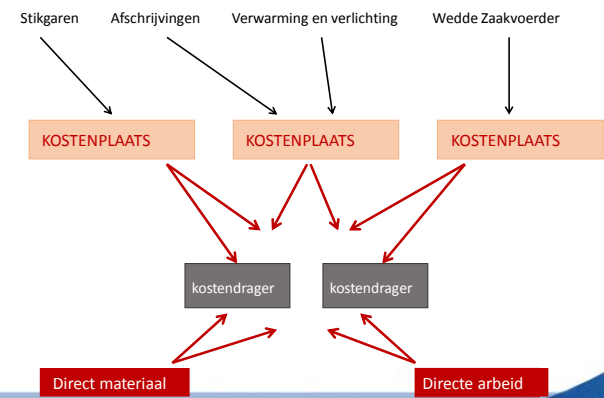 Stikgaren
Afschrijvingen
Verwarming en verlichting
Wedde Zaakvoerder
KOSTENPLAATS
KOSTENPLAATS
KOSTENPLAATS
kostendrager
kostendrager
Direct materiaal
Directe arbeid